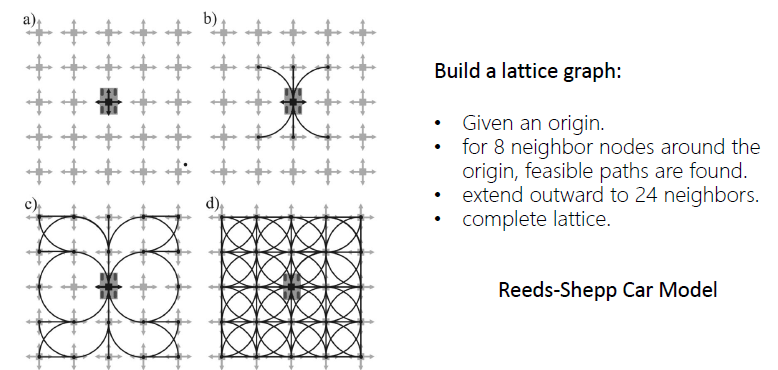 a)
b)
c)
d)
Build a lattice graph:
• Given an origin.
• for 8 neighbor nodes around the
origin, feasible paths are found.
• extend outward to 24 neighbors.
• complete lattice.
Reeds-Shepp Car Model